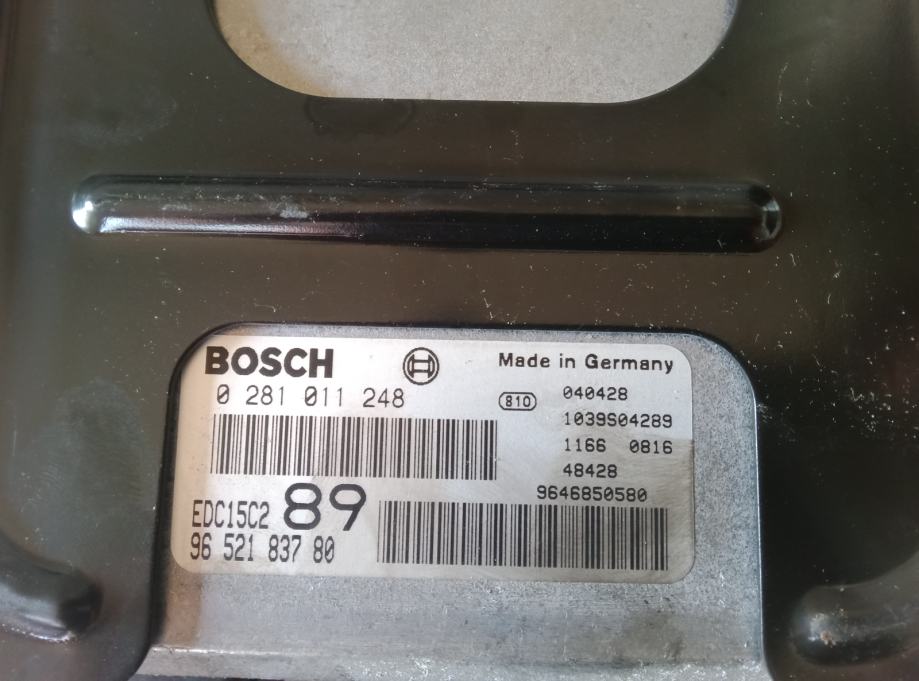 BOSCH
Made in Germany
0 281 011 248
810
040428
1039S04289
1166 0816
48428
9646850580
EDC15C2 89
96 521 837 80